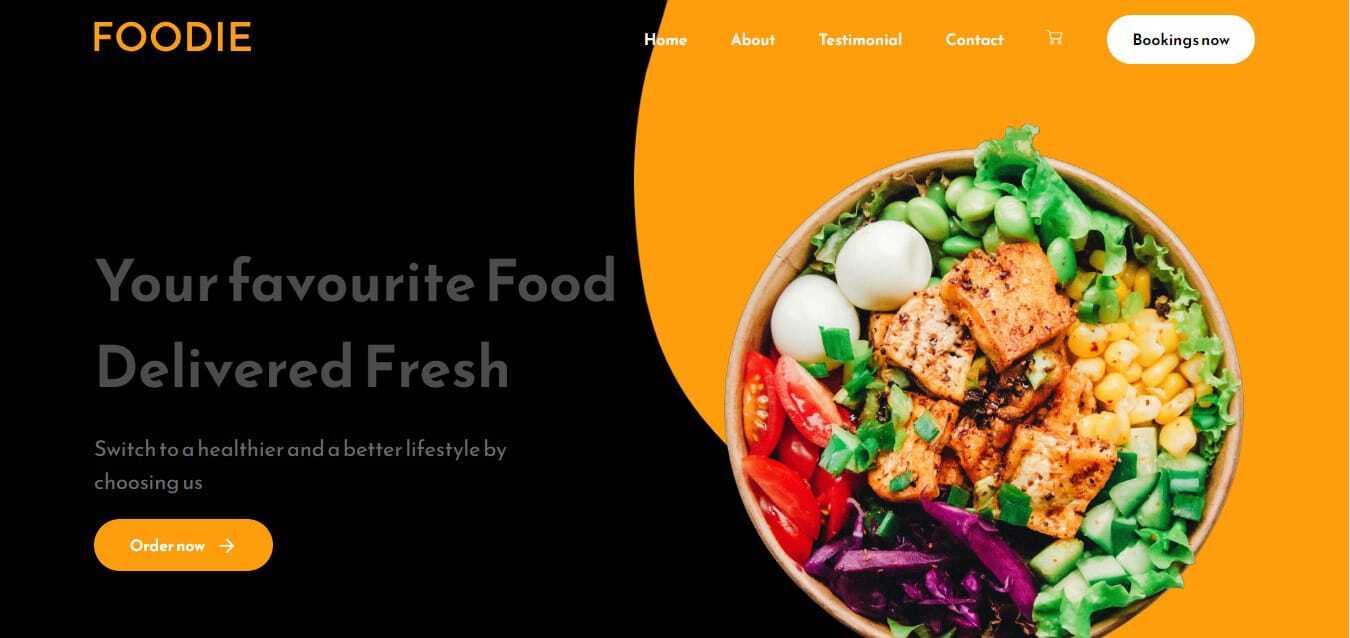 FOODIE
Home About Testimonial Contact Bookings now
Your favourite Food
Delivered Fresh
Switch to a healthier and a better lifestyle by
choosing us
Order now →